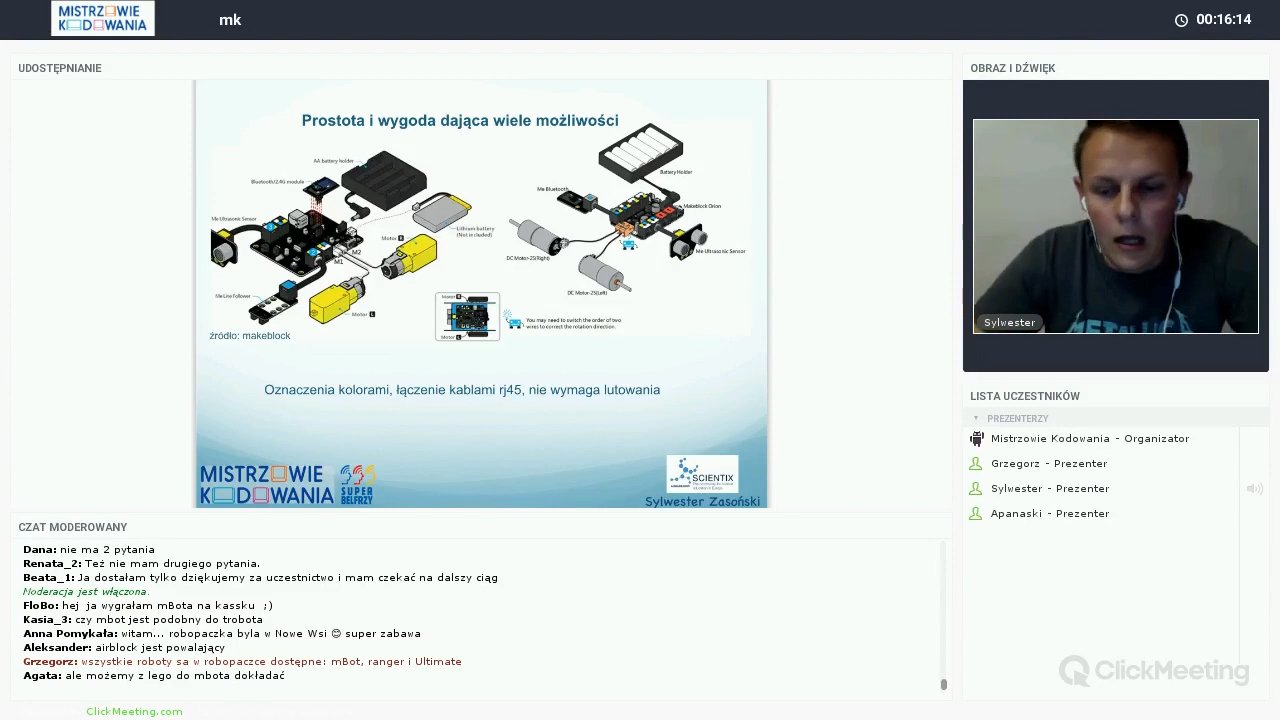 MISTRZOWIE
KODOWANIA
mk
00:16:14
UDOSTĘPNIANIE
Prostota i wygoda dająca wiele możliwości
AA battery holder
Bluetooth/2.4G module
Me Ultrasonic Sensor
Lithium battery
(Not included)
Motor R
M2
M1
Me Line Follower
Motor L
Motor R
Motor L
You may need to switch the order of two
wires to correct the rotation direction.
Battery Holder
Me Bluetooth
Makeblock Orion
Me Ultrasonic Sensor
DC Motor-25(Right)
DC Motor-25(Left)
źródło: makeblock
Oznaczenia kolorami, łączenie kablami rj45, nie wymaga lutowania
MISTRZOWIE
KODOWANIA
SUPER
BELFRZY
SCIENTIX
Sylwester Zasoński
OBRAZ I DŹWIĘK
METALLIC
Sylwester
LISTA UCZESTNIKÓW
PREZENTERZY
Mistrzowie Kodowania - Organizator
Grzegorz - Prezenter
Sylwester - Prezenter
Apanaski - Prezenter
CZAT MODEROWANY
Dana: nie ma 2 pytania
Renata_2: Też nie mam drugiego pytania.
Beata_1: Ja dostałam tylko dziękujemy za uczestnictwo i mam czekać na dalszy ciąg
Moderacja jest włączona.
FloBo: hej ja wygrałam mBota na kassku ;)
Kasia_3: czy mbot jest podobny do trobota
Anna Pomykała: witam... robopaczka byla w Nowe Wsi 😊 super zabawa
Aleksander: airblock jest powalający
Grzegorz: wszystkie roboty sa w robopaczce dostępne: mBot, ranger i Ultimate
Agata: ale możemy z lego do mbota dokładać
ClickMeeting
ClickMeeting.com